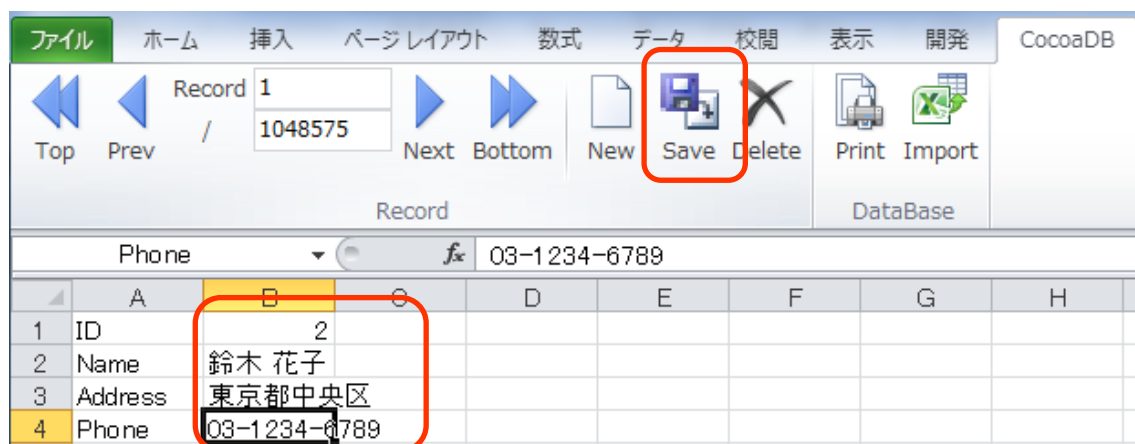 ファイル ホーム 挿入 ページ レイアウト 数式 データ 校閲 表示 開発 CocoaDB
Record 1
/ 1048575
Top Prev Next Bottom New Save Delete Print Import
Record DataBase
Phone fx 03-1234-6789
A B C D E F G H
1 ID 2
2 Name 鈴木 花子
3 Address 東京都中央区
4 Phone 03-1234-6789